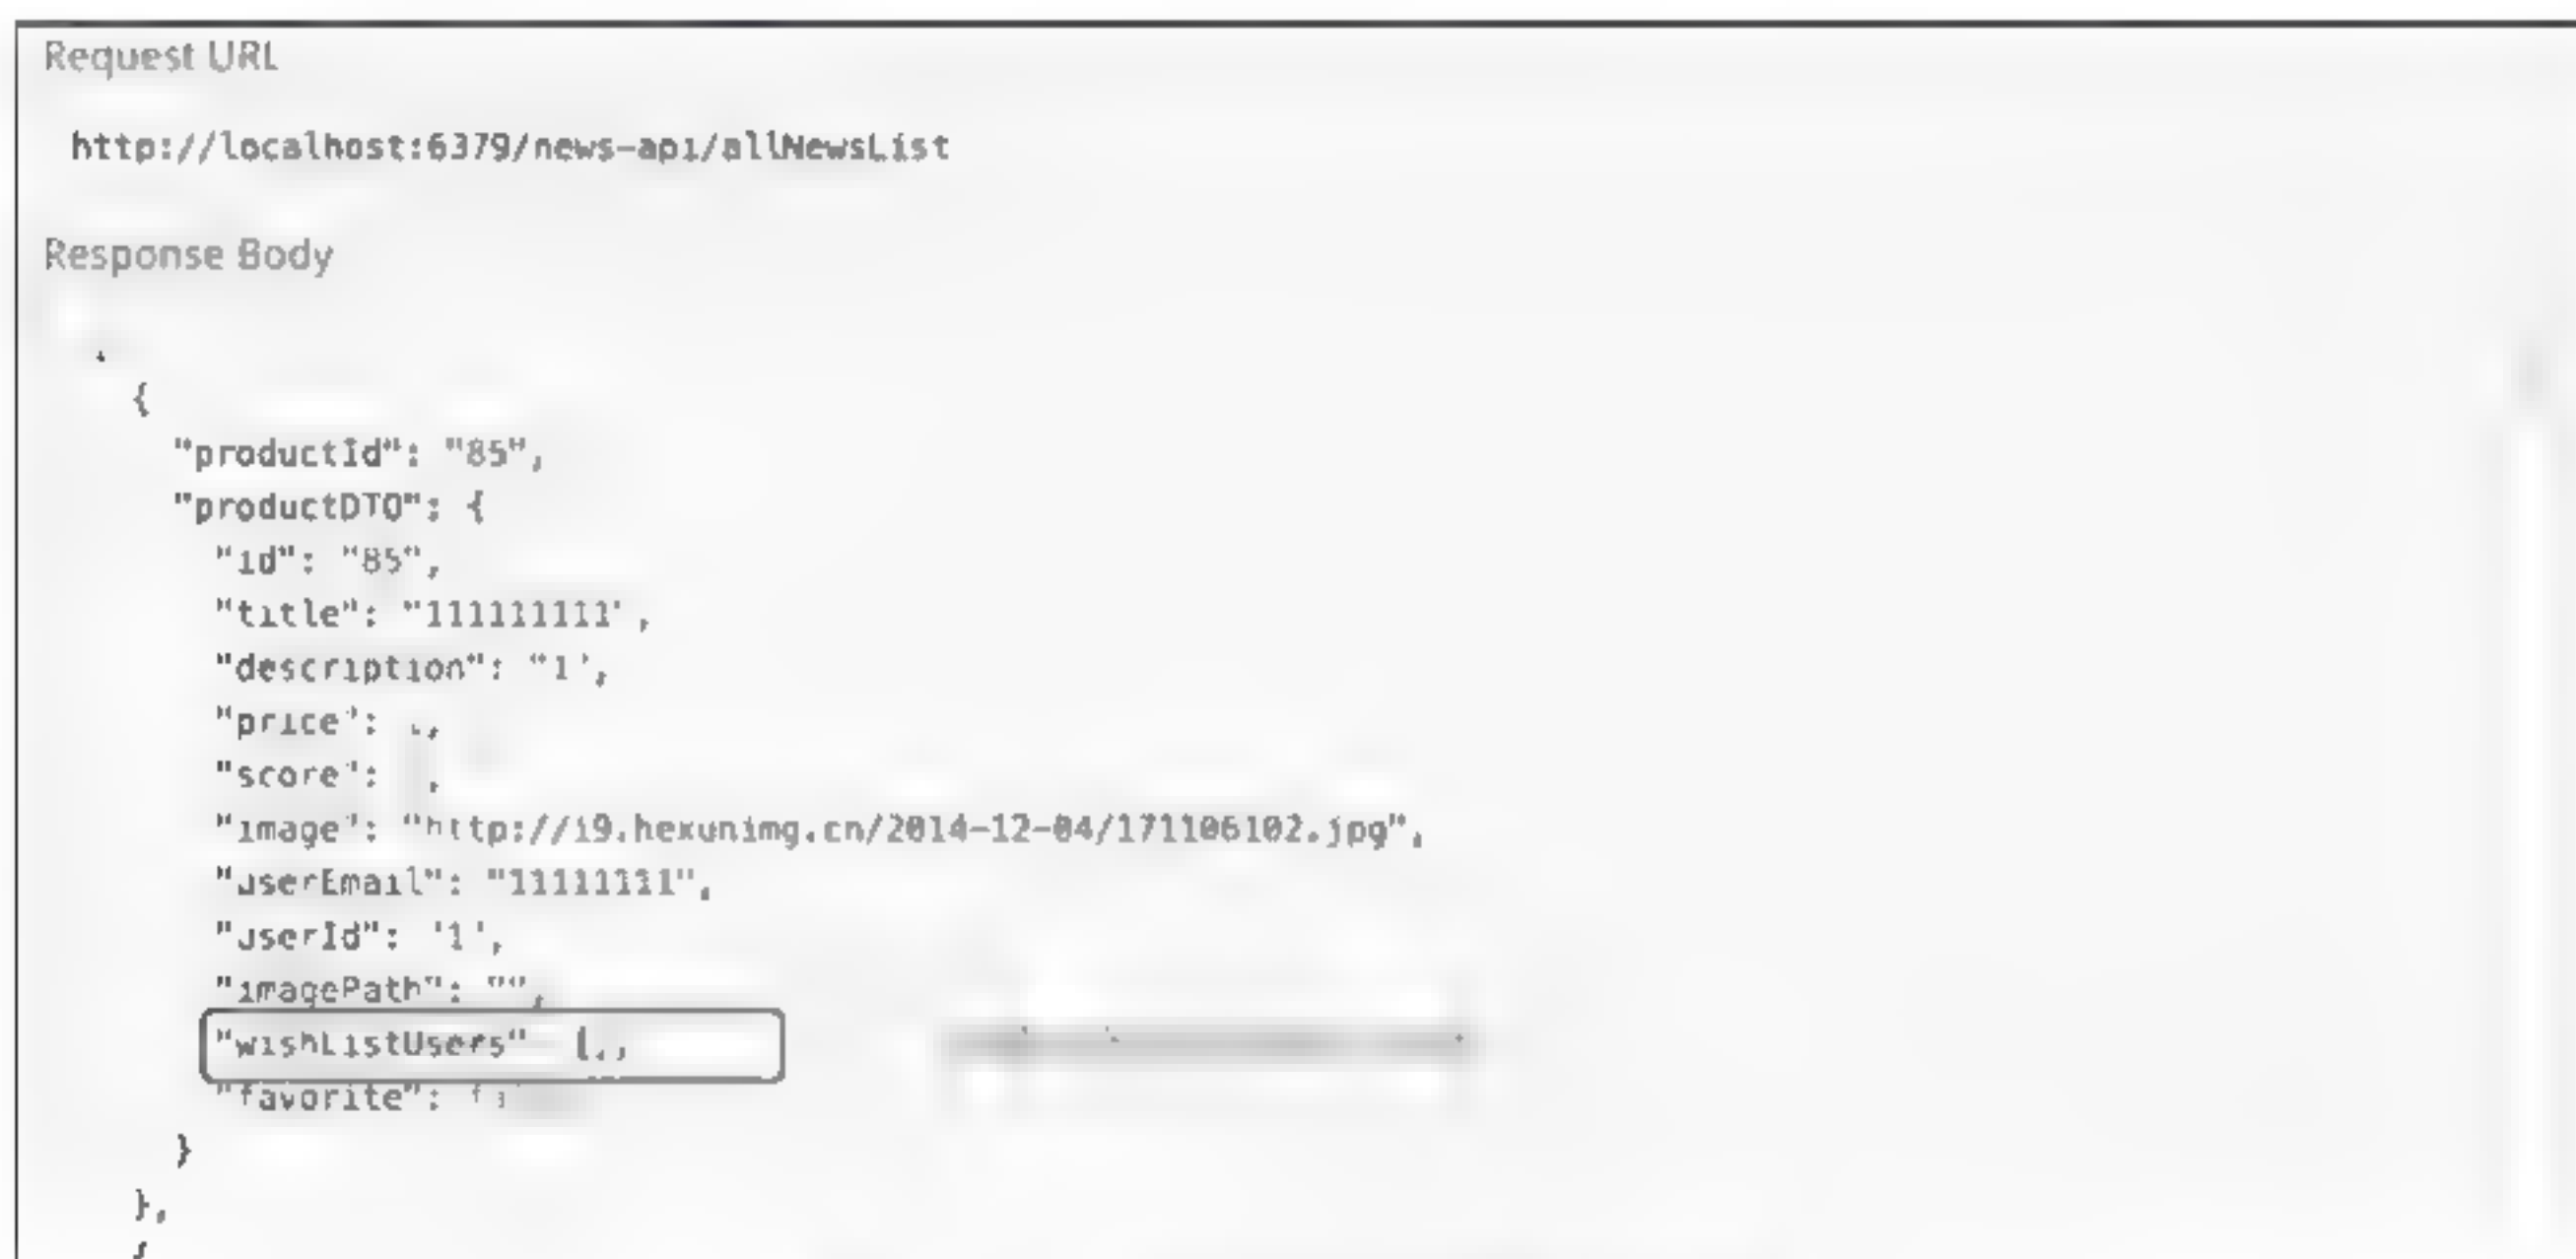 Request URL
http://localhost:6379/news-api/allNewsList
Response Body
{
"productId": "85",
"productDTO": {
"id": "85",
"title": "111111111",
"description": "1",
"price":
"score":
"image": "http://i9.hexunimg.cn/2014-12-04/171106102.jpg",
"userEmail": "11111111",
"userId": "1",
"imagePath": "",
"wishListUsers"
"favorite":
}
},
{